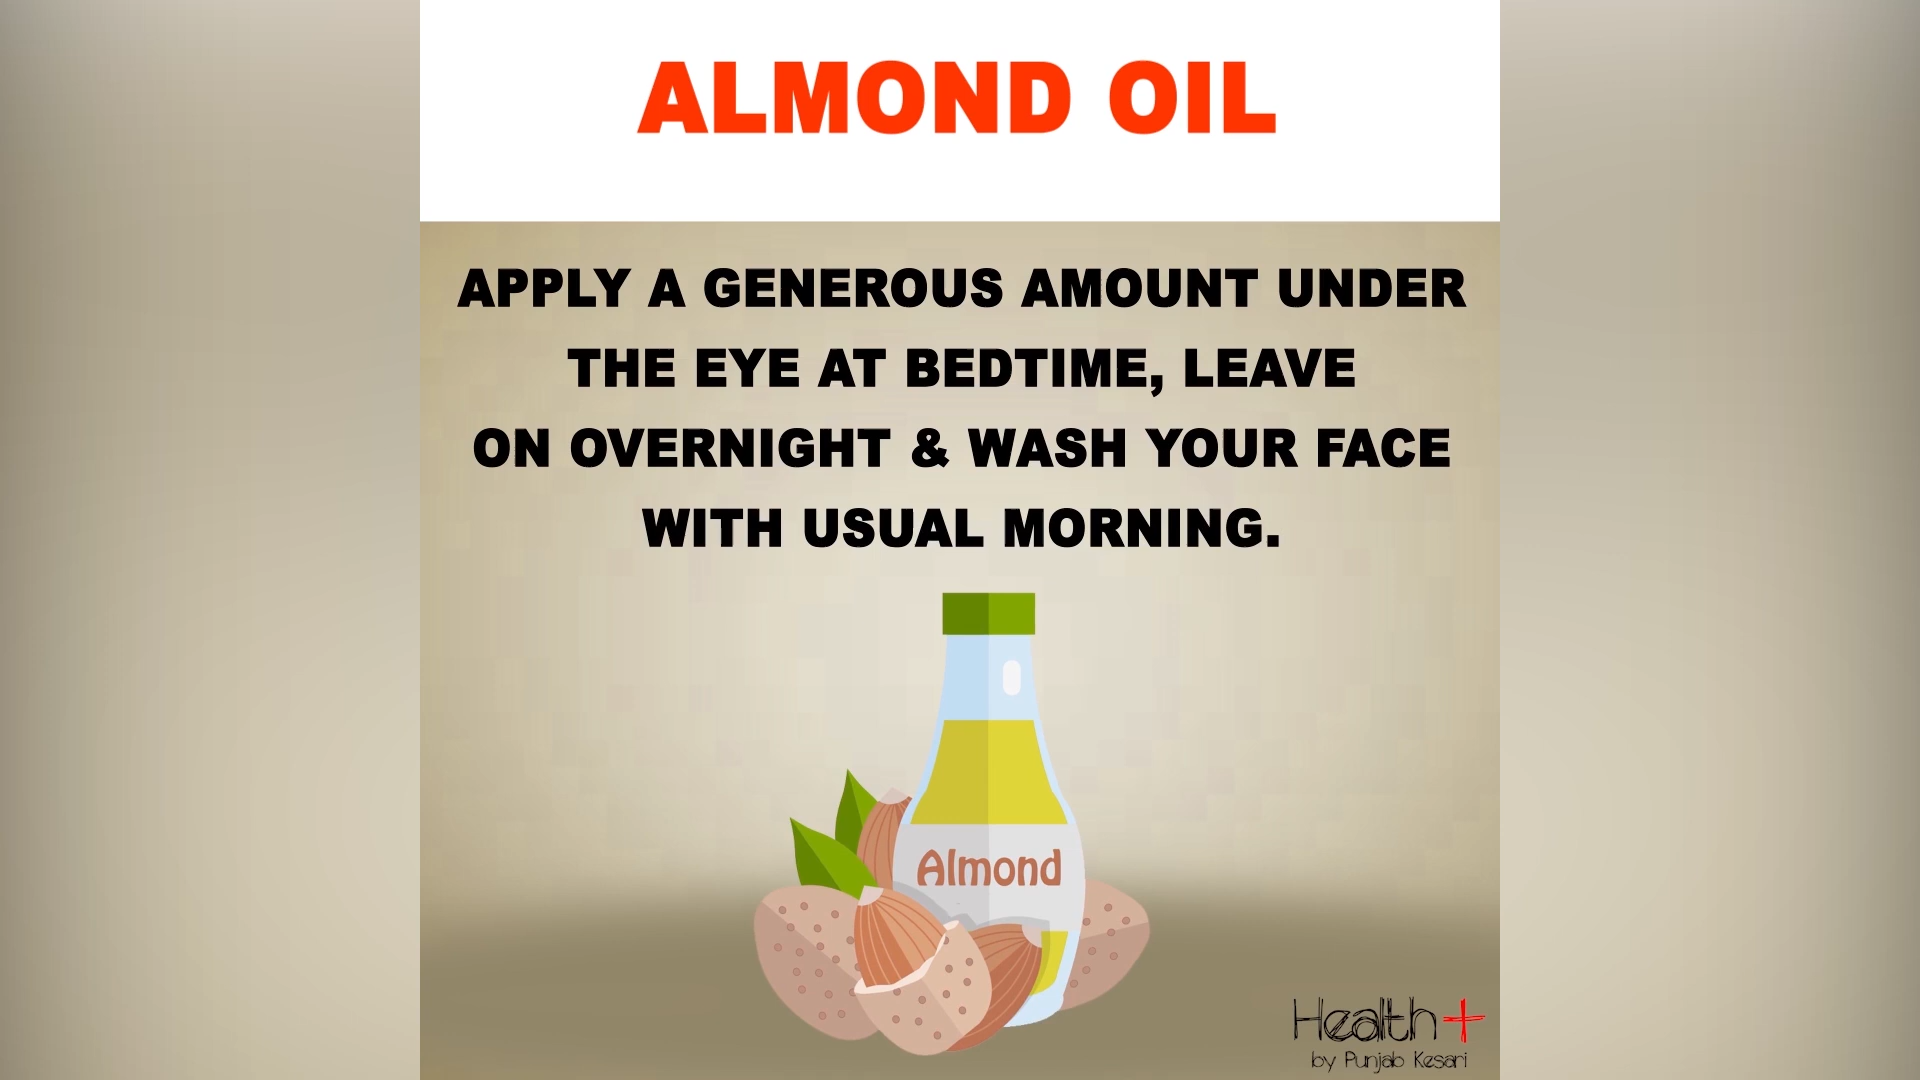 ALMOND OIL
APPLY A GENEROUS AMOUNT UNDER
THE EYE AT BEDTIME, LEAVE
ON OVERNIGHT & WASH YOUR FACE
WITH USUAL MORNING.
Almond
Health+
by Punjab Kesari